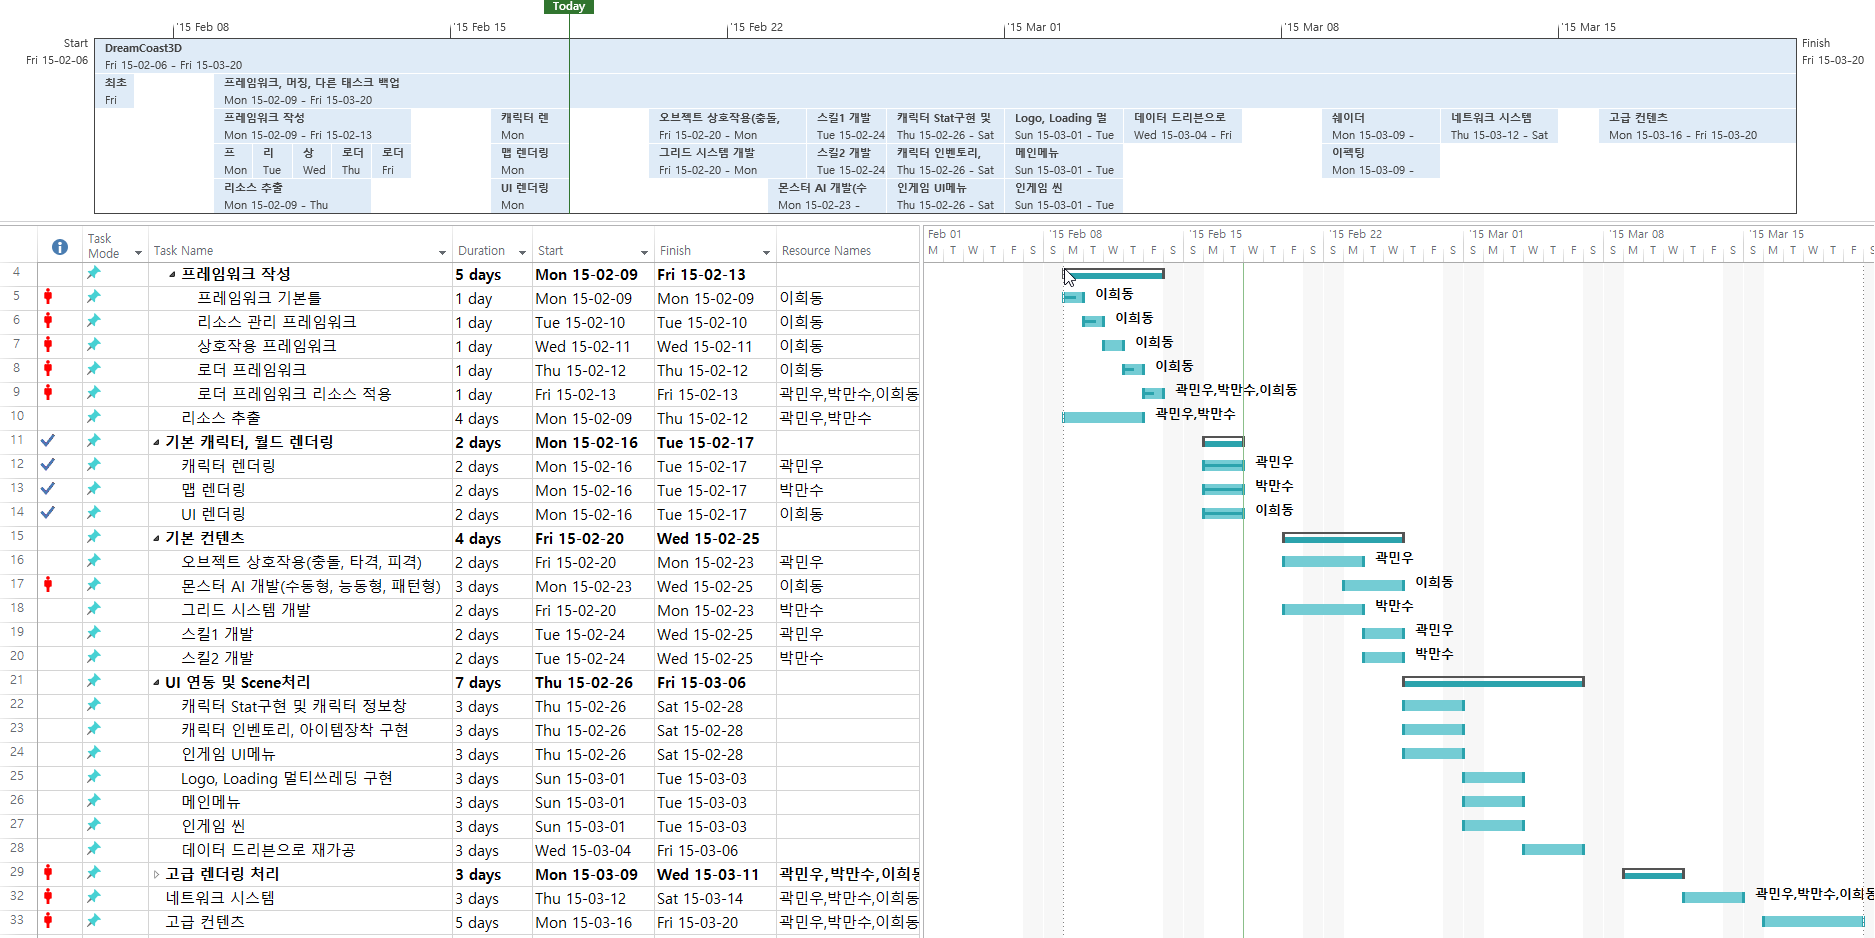 Today
'15 Feb 08
'15 Feb 15
'15 Feb 22
'15 Mar 01
'15 Mar 08
'15 Mar 15
Start
Fri 15-02-06
Finish
Fri 15-03-20
DreamCoast3D
Fri 15-02-06 - Fri 15-03-20
최초
Fri
프레임워크, 머징, 다른 태스크 백업
Mon 15-02-09 - Fri 15-03-20
프레임워크 작성
Mon 15-02-09 - Fri 15-02-13
캐릭터 렌
Mon
오브젝트 상호작용(충돌,
Fri 15-02-20 - Mon
스킬1 개발
Tue 15-02-24
캐릭터 Stat구현 및
Thu 15-02-26 - Sat
Logo, Loading 멀
Sun 15-03-01 - Tue
데이터 드리븐으로
Wed 15-03-04 - Fri
쉐이더
Mon 15-03-09 -
네트워크 시스템
Thu 15-03-12 - Sat
고급 컨텐츠
Mon 15-03-16 - Fri 15-03-20
프
Mon
리
Tue
상
Wed
로더
Thu
로더
Fri
맵 렌더링
Mon
그리드 시스템 개발
Fri 15-02-20 - Mon
스킬2 개발
Tue 15-02-24
캐릭터 인벤토리,
Thu 15-02-26 - Sat
메인메뉴
Sun 15-03-01 - Tue
이펙팅
Mon 15-03-09 -
리소스 추출
Mon 15-02-09 - Thu
UI 렌더링
Mon
몬스터 AI 개발(수
Mon 15-02-23 -
인게임 UI메뉴
Thu 15-02-26 - Sat
인게임 씬
Sun 15-03-01 - Tue
Task Mode Task Name Duration Start Finish Resource Names
Feb 01 '15 Feb 08 '15 Feb 15 '15 Feb 22 '15 Mar 01 '15 Mar 08 '15 Mar 15
M T W T F S S M T W T F S S M T W T F S S M T W T F S S M T W T F S S M T W T F S S M T W T F S
4 프레임워크 작성 5 days Mon 15-02-09 Fri 15-02-13
5 프레임워크 기본틀 1 day Mon 15-02-09 Mon 15-02-09 이희동 이희동
6 리소스 관리 프레임워크 1 day Tue 15-02-10 Tue 15-02-10 이희동 이희동
7 상호작용 프레임워크 1 day Wed 15-02-11 Wed 15-02-11 이희동 이희동
8 로더 프레임워크 1 day Thu 15-02-12 Thu 15-02-12 이희동 이희동
9 로더 프레임워크 리소스 적용 1 day Fri 15-02-13 Fri 15-02-13 곽민우,박만수,이희동 곽민우,박만수,이희동
10 리소스 추출 4 days Mon 15-02-09 Thu 15-02-12 곽민우,박만수 곽민우,박만수
11 기본 캐릭터, 월드 렌더링 2 days Mon 15-02-16 Tue 15-02-17
12 캐릭터 렌더링 2 days Mon 15-02-16 Tue 15-02-17 곽민우 곽민우
13 맵 렌더링 2 days Mon 15-02-16 Tue 15-02-17 박만수 박만수
14 UI 렌더링 2 days Mon 15-02-16 Tue 15-02-17 이희동 이희동
15 기본 컨텐츠 4 days Fri 15-02-20 Wed 15-02-25
16 오브젝트 상호작용(충돌, 타격, 피격) 2 days Fri 15-02-20 Mon 15-02-23 곽민우 곽민우
17 몬스터 AI 개발(수동형, 능동형, 패턴형) 3 days Mon 15-02-23 Wed 15-02-25 이희동 이희동
18 그리드 시스템 개발 2 days Fri 15-02-20 Mon 15-02-23 박만수 박만수
19 스킬1 개발 2 days Tue 15-02-24 Wed 15-02-25 곽민우 곽민우
20 스킬2 개발 2 days Tue 15-02-24 Wed 15-02-25 박만수 박만수
21 UI 연동 및 Scene처리 7 days Thu 15-02-26 Fri 15-03-06
22 캐릭터 Stat구현 및 캐릭터 정보창 3 days Thu 15-02-26 Sat 15-02-28
23 캐릭터 인벤토리, 아이템장착 구현 3 days Thu 15-02-26 Sat 15-02-28
24 인게임 UI메뉴 3 days Thu 15-02-26 Sat 15-02-28
25 Logo, Loading 멀티쓰레딩 구현 3 days Sun 15-03-01 Tue 15-03-03
26 메인메뉴 3 days Sun 15-03-01 Tue 15-03-03
27 인게임 씬 3 days Sun 15-03-01 Tue 15-03-03
28 데이터 드리븐으로 재가공 3 days Wed 15-03-04 Fri 15-03-06
29 고급 렌더링 처리 3 days Mon 15-03-09 Wed 15-03-11 곽민우,박만수,이희동
32 네트워크 시스템 3 days Thu 15-03-12 Sat 15-03-14 곽민우,박만수,이희동 곽민우,박만수,이희동
33 고급 컨텐츠 5 days Mon 15-03-16 Fri 15-03-20 곽민우,박만수,이희동